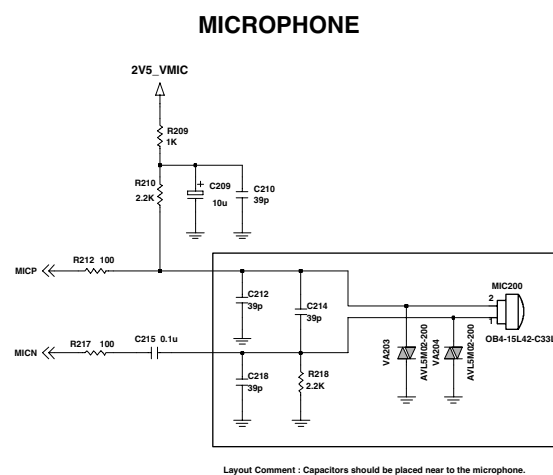 MICROPHONE
2V5_VMIC
R209
1K
R210
2.2K
C209
10u
C210
39p
+
MICP
R212 100
C212
39p
C214
39p
MIC200
2
1
OB4-15L42-C33L
MICN
R217 100
C215 0.1u
C218
39p
R218
2.2K
VA203
AVL5M02-200
VA204
AVL5M02-200
Layout Comment : Capacitors should be placed near to the microphone.